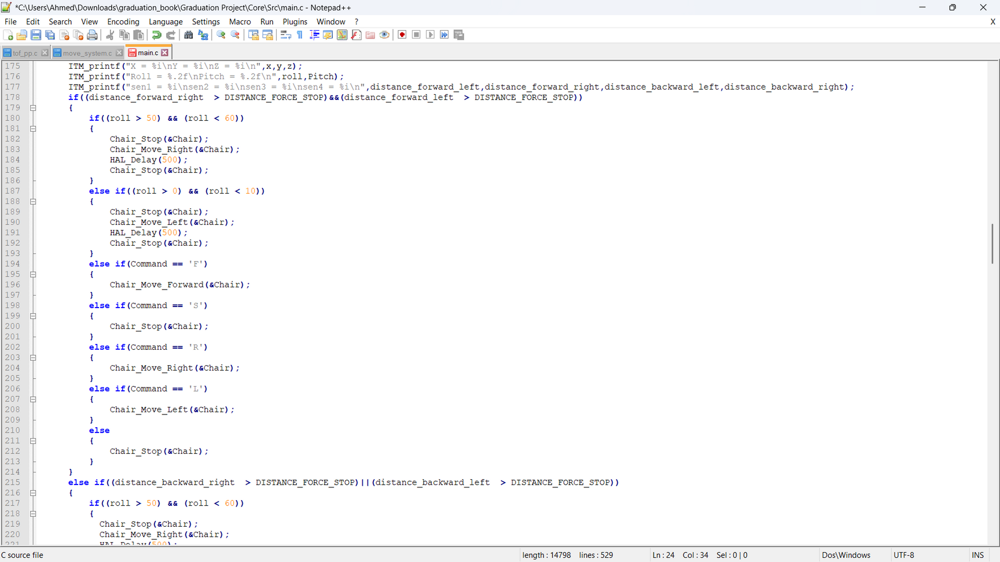 *C:\Users\Ahmed\Downloads\graduation_book\Graduation Project\Core\Src\main.c - Notepad++
File Edit Search View Encoding Language Settings Macro Run Plugins Window ? X
tof_pp.c move_system.c main.c
175 ITM_printf("X = %i\nY = %i\nZ = %i\n",x,y,z);
176 ITM_printf("Roll = %.2f\nPitch = %.2f\n",roll,Pitch);
177 ITM_printf("sen1 = %i\nsen2 = %i\nsen3 = %i\nsen4 = %i\n",distance_forward_left,distance_forward_right,distance_backward_left,distance_backward_right);
178 if((distance_forward_right  > DISTANCE_FORCE_STOP)&&(distance_forward_left  > DISTANCE_FORCE_STOP))
179 {
180 if((roll > 50) && (roll < 60))
181 {
182 Chair_Stop(&Chair);
183 Chair_Move_Right(&Chair);
184 HAL_Delay(500);
185 Chair_Stop(&Chair);
186 }
187 else if((roll > 0) && (roll < 10))
188 {
189 Chair_Stop(&Chair);
190 Chair_Move_Left(&Chair);
191 HAL_Delay(500);
192 Chair_Stop(&Chair);
193 }
194 else if(Command == 'F')
195 {
196 Chair_Move_Forward(&Chair);
197 }
198 else if(Command == 'S')
199 {
200 Chair_Stop(&Chair);
201 }
202 else if(Command == 'R')
203 {
204 Chair_Move_Right(&Chair);
205 }
206 else if(Command == 'L')
207 {
208 Chair_Move_Left(&Chair);
209 }
210 else
211 {
212 Chair_Stop(&Chair);
213 }
214 }
215 else if((distance_backward_right  > DISTANCE_FORCE_STOP)||(distance_backward_left  > DISTANCE_FORCE_STOP))
216 {
217 if((roll > 50) && (roll < 60))
218 {
219 Chair_Stop(&Chair);
220 Chair_Move_Right(&Chair);
221 HAL_Delay(500);
C source file length : 14798 lines : 529 Ln : 24 Col : 34 Sel : 0 | 0 Dos\Windows UTF-8 INS